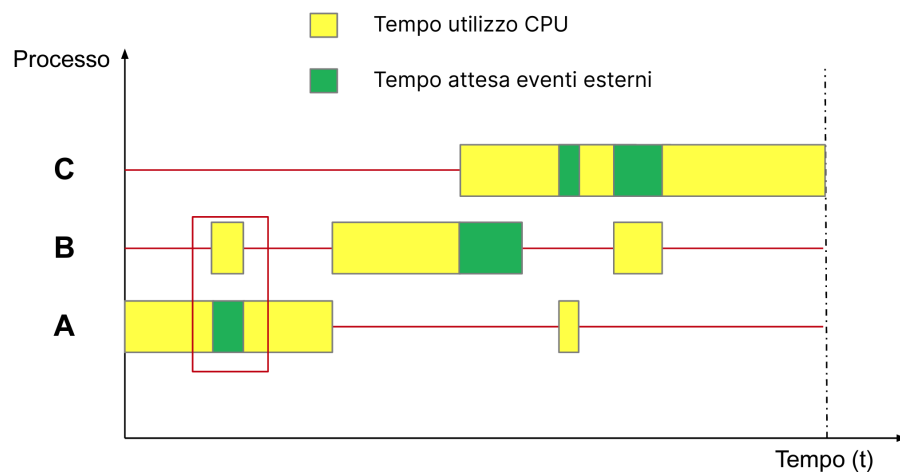 Tempo utilizzo CPU
Processo
Tempo attesa eventi esterni
C
B
A
Tempo (t)